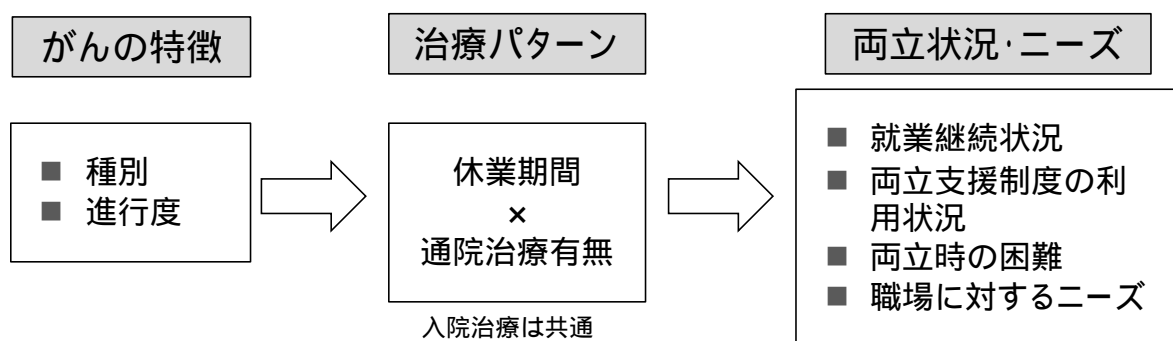 がんの特徴
治療パターン
両立状況・ニーズ
■ 種別
■ 進行度
休業期間
×
通院治療有無
入院治療は共通
■ 就業継続状況
■ 両立支援制度の利
用状況
■ 両立時の困難
■ 職場に対するニーズ